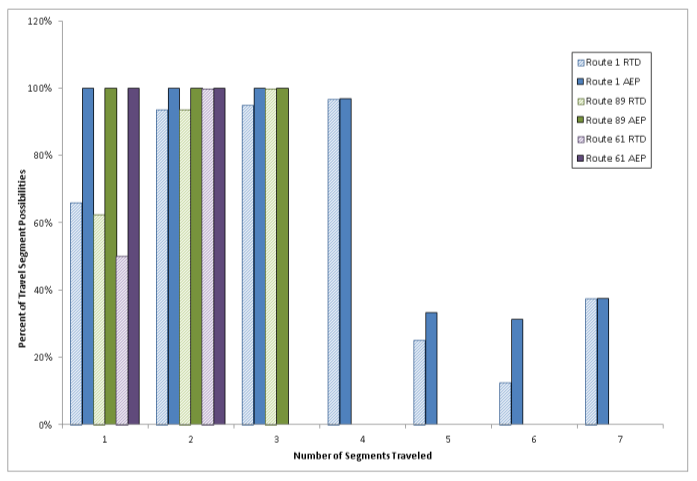 120%
100%
80%
60%
40%
20%
0%
Percent of Travel Segment Possibilities
1 2 3 4 5 6 7
Number of Segments Traveled
Route 1 RTD
Route 1 AEP
Route 89 RTD
Route 89 AEP
Route 61 RTD
Route 61 AEP